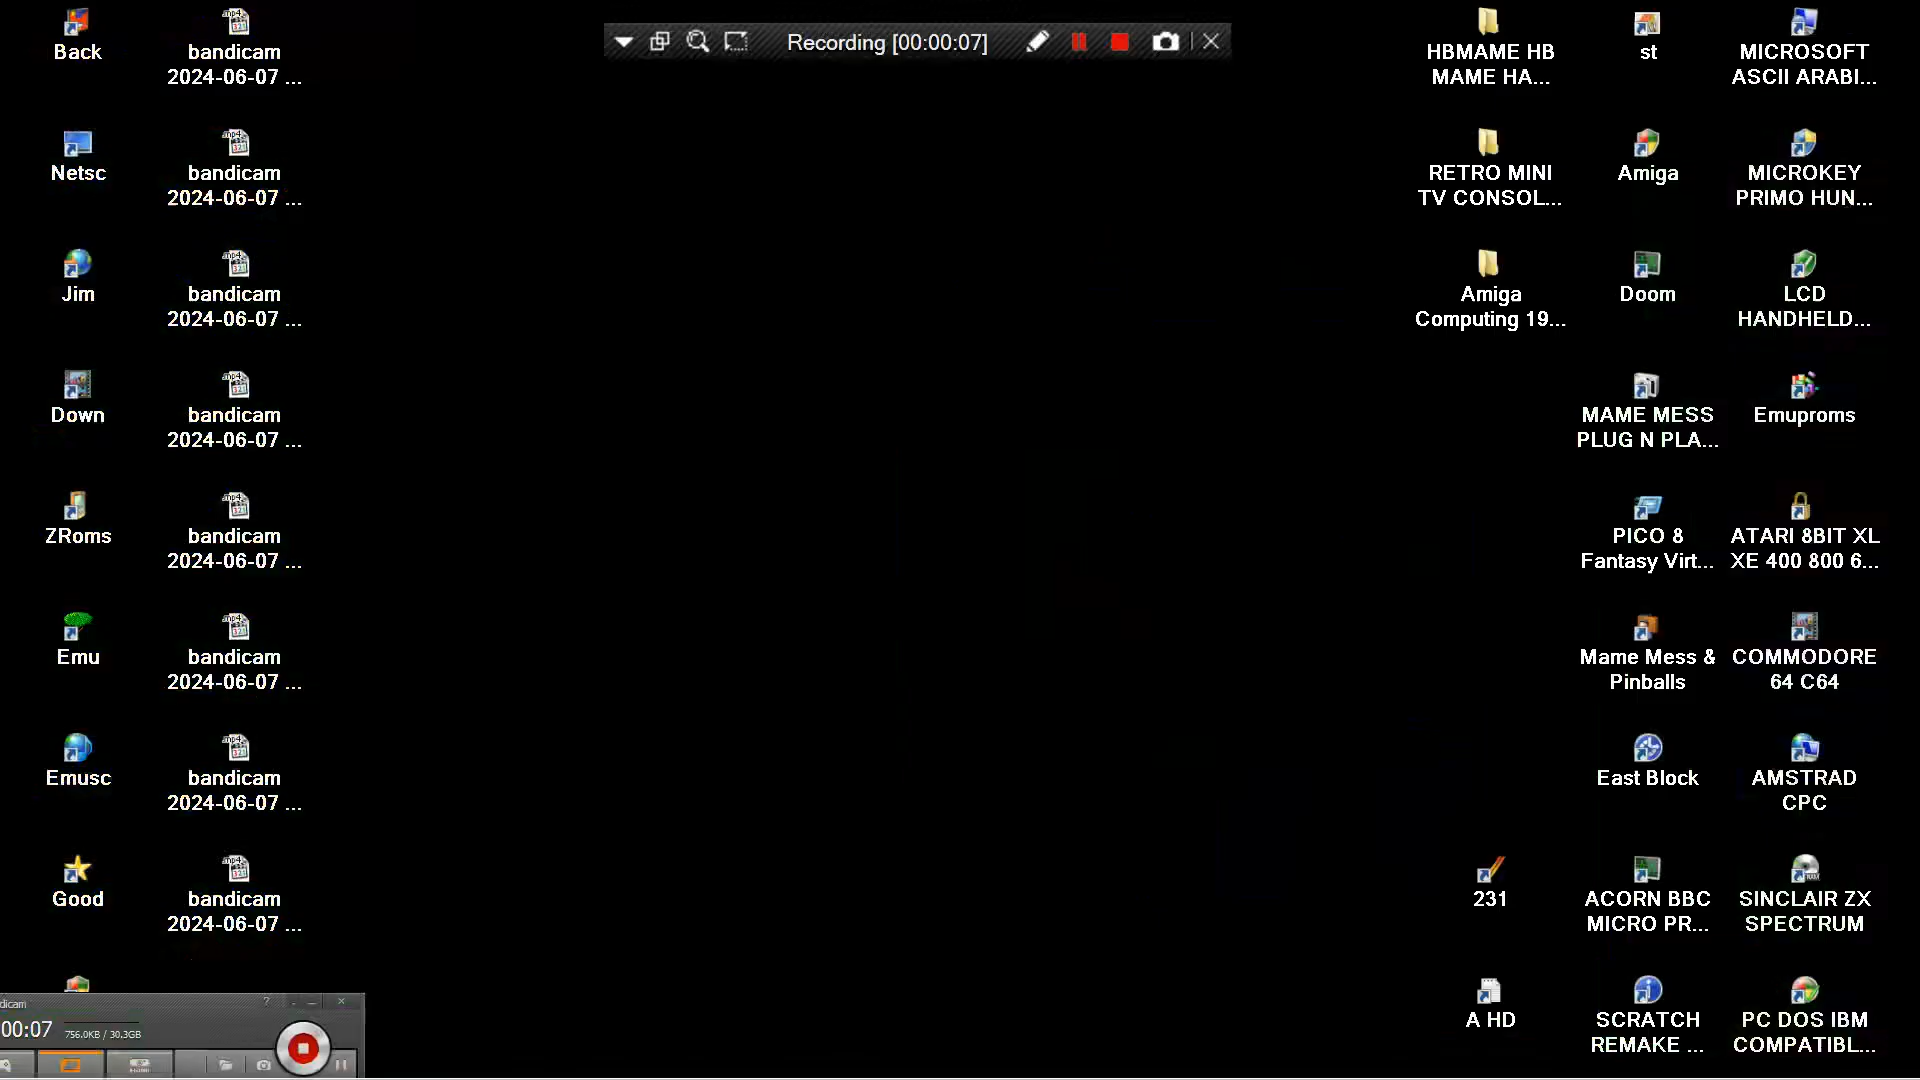 Back
bandicam
2024-06-07 ...
Recording [00:00:07]
HBMAME HB
MAME HA...
st
MICROSOFT
ASCII ARABI...
Netsc
bandicam
2024-06-07 ...
RETRO MINI
TV CONSOL...
Amiga
MICROKEY
PRIMO HUN...
Jim
bandicam
2024-06-07 ...
Amiga
Computing 19...
Doom
LCD
HANDHELD...
Down
bandicam
2024-06-07 ...
MAME MESS
PLUG N PLA...
Emuproms
ZRoms
bandicam
2024-06-07 ...
PICO 8
Fantasy Virt...
ATARI 8BIT XL
XE 400 800 6...
Emu
bandicam
2024-06-07 ...
Mame Mess &
Pinballs
COMMODORE
64 C64
Emusc
bandicam
2024-06-07 ...
East Block
AMSTRAD
CPC
Good
bandicam
2024-06-07 ...
231
ACORN BBC
MICRO PR...
SINCLAIR ZX
SPECTRUM
dicam
00:07
756.0KB / 30.3GB
A HD
SCRATCH
REMAKE ...
PC DOS IBM
COMPATIBL...